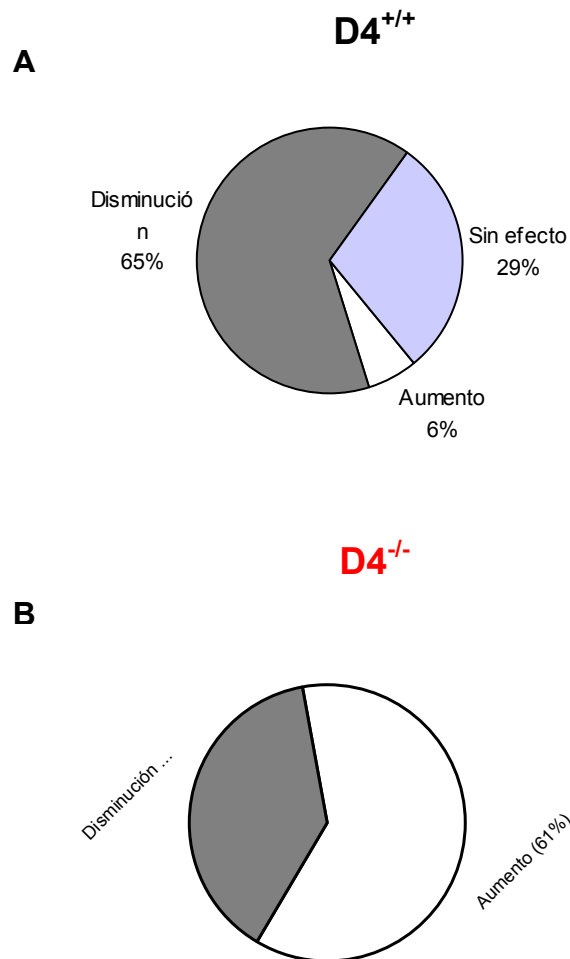 D4+/+
A
Disminució
n
65%
Sin efecto
29%
Aumento
6%
D4-/-
B
Disminución ...
Aumento (61%)